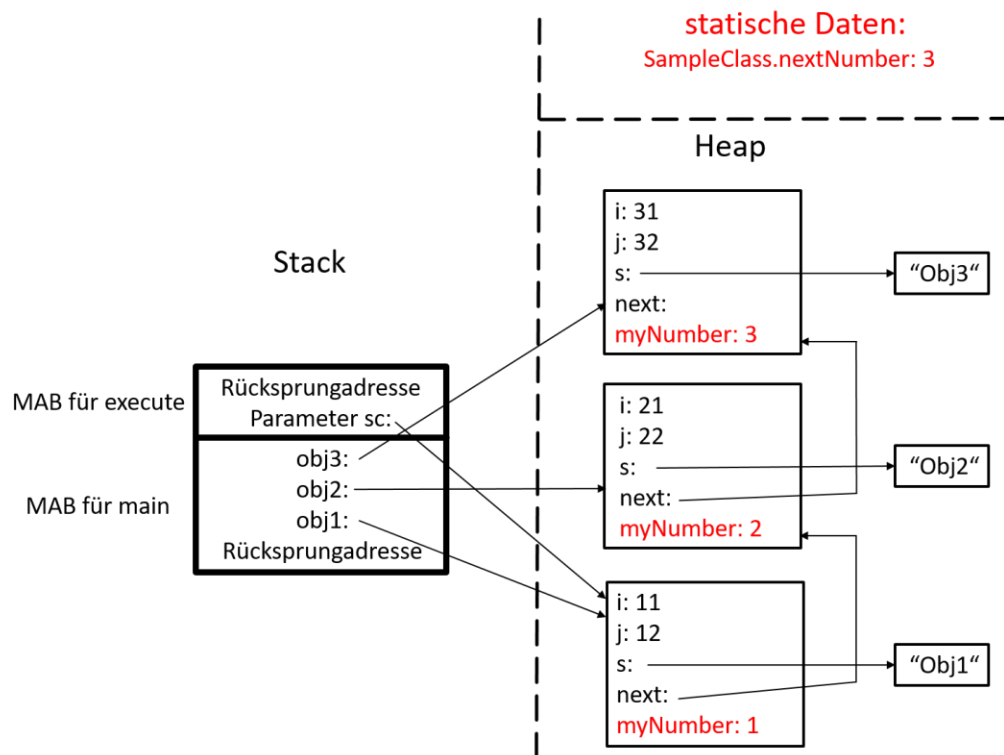 statische Daten:
SampleClass.nextNumber: 3
Heap
Stack
MAB für execute
Rücksprungadresse
Parameter sc:
MAB für main
obj3:
obj2:
obj1:
Rücksprungadresse
i: 31
j: 32
s:
next:
myNumber: 3
“Obj3“
i: 21
j: 22
s:
next:
myNumber: 2
“Obj2“
i: 11
j: 12
s:
next:
myNumber: 1
“Obj1“